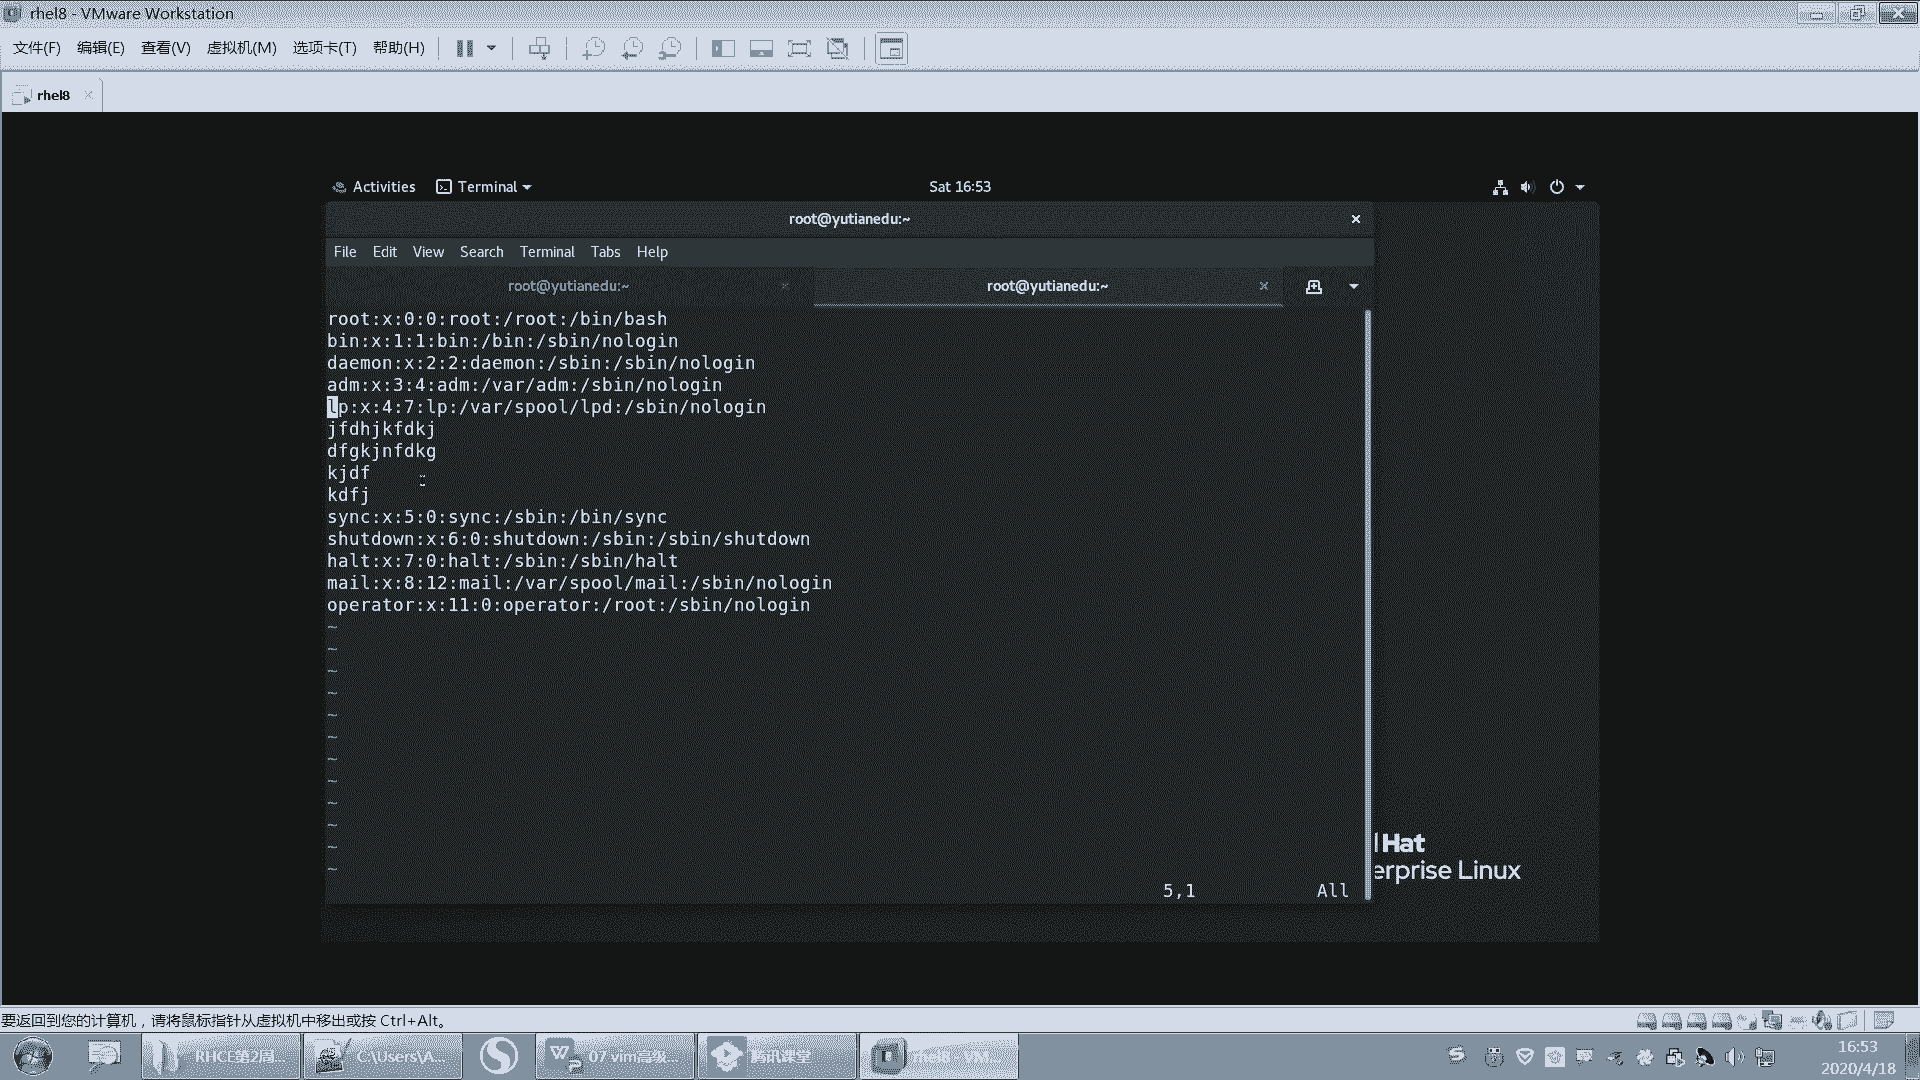 rhel8 - VMware Workstation
文件(F) 编辑(E) 查看(V) 虚拟机(M) 选项卡(T) 帮助(H)
rhel8
Activities Terminal Sat 16:53
root@yutianedu:~
File Edit View Search Terminal Tabs Help
root@yutianedu:~ root@yutianedu:~
root:x:0:0:root:/root:/bin/bash
bin:x:1:1:bin:/bin:/sbin/nologin
daemon:x:2:2:daemon:/sbin:/sbin/nologin
adm:x:3:4:adm:/var/adm:/sbin/nologin
lp:x:4:7:lp:/var/spool/lpd:/sbin/nologin
jfdhjkfdkj
dfgkjnfdkg
kjdf
kdfj
sync:x:5:0:sync:/sbin:/bin/sync
shutdown:x:6:0:shutdown:/sbin:/sbin/shutdown
halt:x:7:0:halt:/sbin:/sbin/halt
mail:x:8:12:mail:/var/spool/mail:/sbin/nologin
operator:x:11:0:operator:/root:/sbin/nologin
~
~
~
~
~
~
~
~
~
~
~
~
5,1 All
Hat
erprise Linux
要返回到您的计算机，请将鼠标指针从虚拟机中移出或按 Ctrl+Alt。
RHCE第2周... C:\Users\A... 07 vim高级... 腾讯课堂 rhel8 - VM...
16:53
2020/4/18